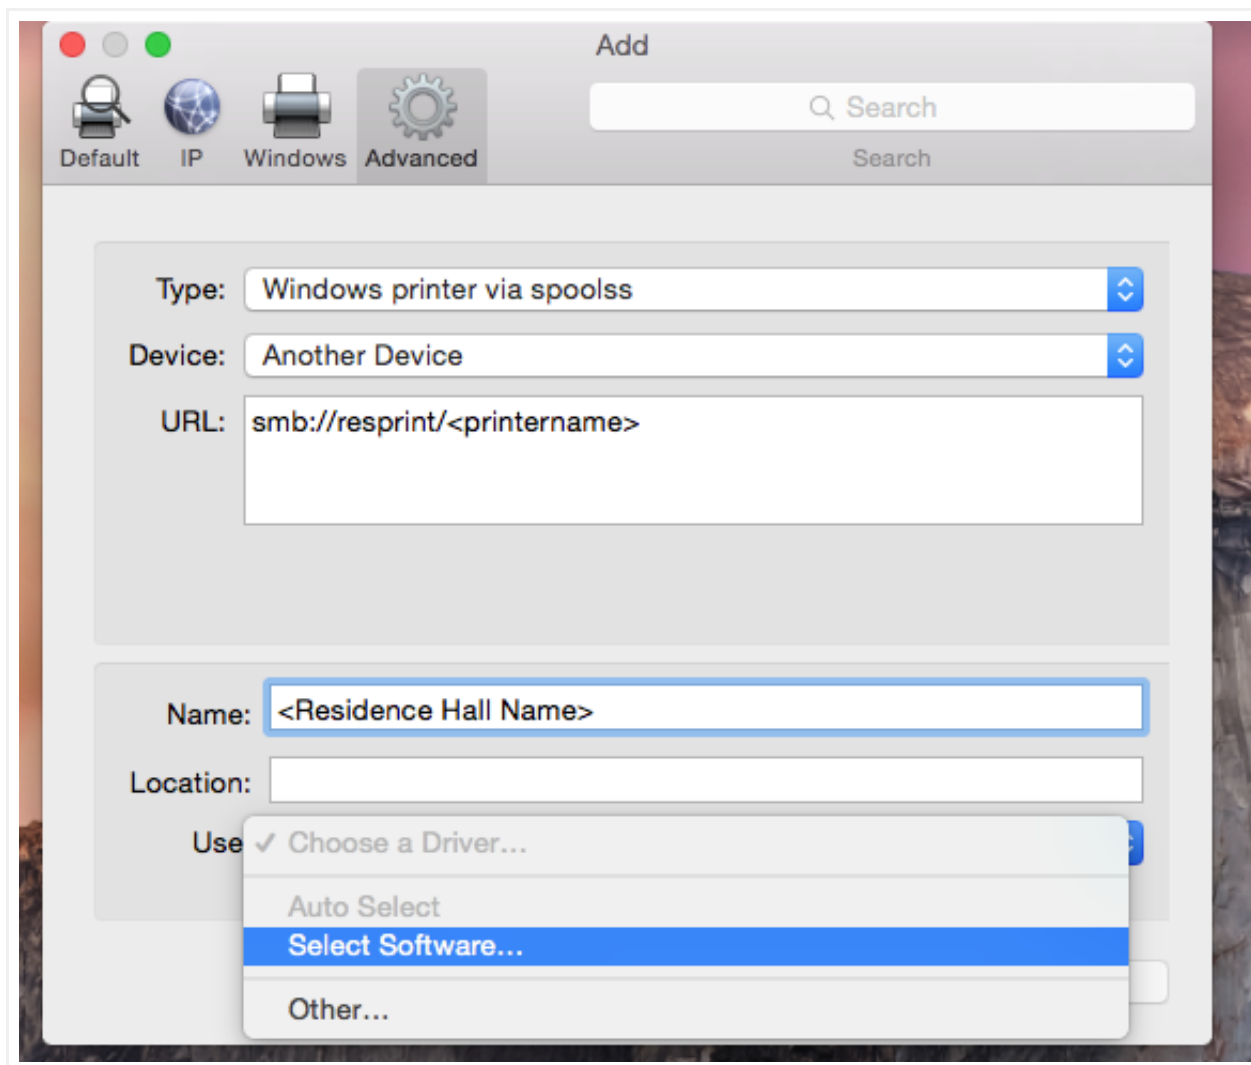 Add
Default IP Windows Advanced
Search
Search
Type: Windows printer via spoolss
Device: Another Device
URL: smb://resprint/<printername>
Name: <Residence Hall Name>
Location:
Use ✓ Choose a Driver...
Auto Select
Select Software...
Other...